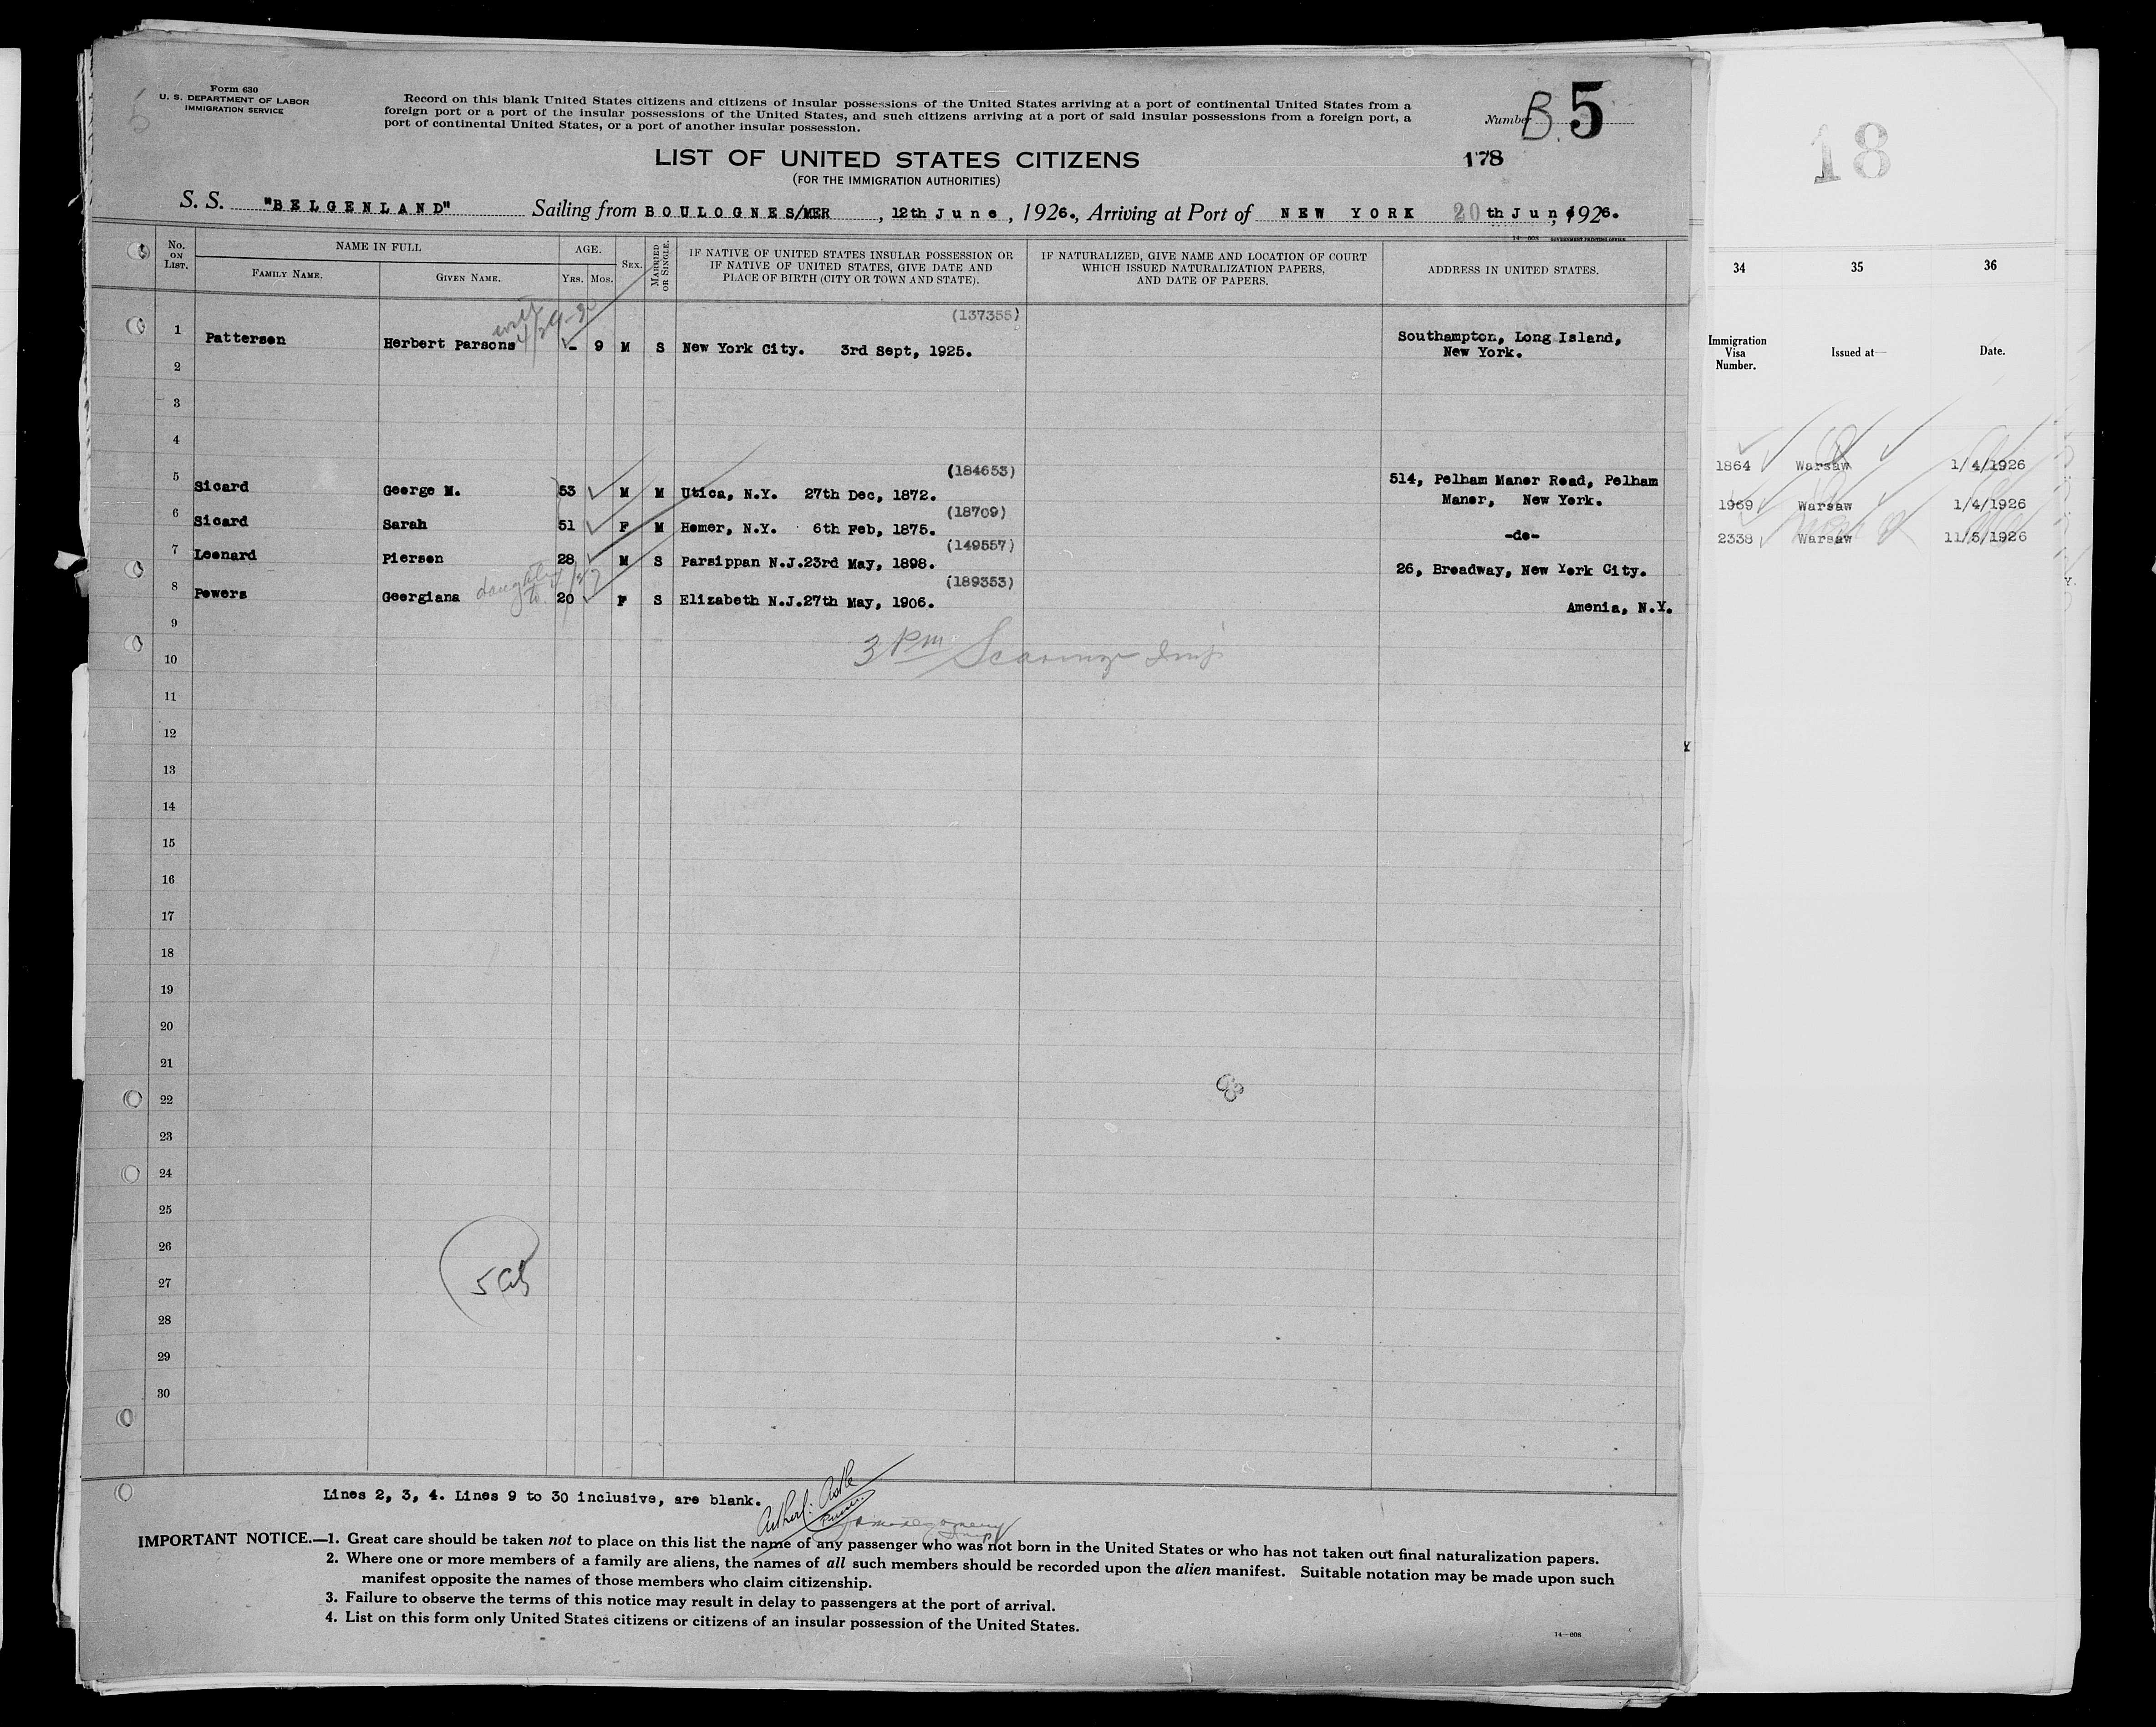 Form 630
U. S. DEPARTMENT OF LABOR
IMMIGRATION SERVICE
Record on this blank United States citizens and citizens of insular possessions of the United States arriving at a port of continental United States from a
foreign port or a port of the insular possessions of the United States, and such citizens arriving at a port of said insular possessions from a foreign port, a
port of continental United States, or a port of another insular possession.
Number B. 5
LIST OF UNITED STATES CITIZENS
178
(FOR THE IMMIGRATION AUTHORITIES)
S. S. "BELGENLAND" Sailing from BOULOGNE S/MER, 12th June, 1926., Arriving at Port of NEW YORK 20th Jun, 1926.
14—608 GOVERNMENT PRINTING OFFICE
No. ON LIST. NAME IN FULL AGE. SEX. MARRIED OR SINGLE. IF NATIVE OF UNITED STATES INSULAR POSSESSION OR IF NATIVE OF UNITED STATES, GIVE DATE AND PLACE OF BIRTH (CITY OR TOWN AND STATE). IF NATURALIZED, GIVE NAME AND LOCATION OF COURT WHICH ISSUED NATURALIZATION PAPERS, AND DATE OF PAPERS. ADDRESS IN UNITED STATES.
FAMILY NAME. GIVEN NAME. YRS. MOS.
(137355)
1 Patterson Herbert Parsons - 9 M S New York City. 3rd Sept, 1925. Southampton, Long Island,
New York.
2
3
4
(184653)
5 Sicard George M. 53 M M Utica, N.Y. 27th Dec, 1872. 514, Pelham Manor Road, Pelham
Manor, New York.
(18709)
6 Sicard Sarah 51 F M Homer, N.Y. 6th Feb, 1875. -do-
(149557)
7 Leonard Pierson 28 M S Parsippan N.J. 23rd May, 1898. 26, Broadway, New York City.
(189353)
8 Powers Georgiana 20 F S Elizabeth N.J. 27th May, 1906. Amenia, N.Y.
9
3 PM
10
11
12
13
14
15
16
17
18
19
20
21
22
23
24
25
26
27
28
29
30
Lines 2, 3, 4. Lines 9 to 30 inclusive, are blank.
IMPORTANT NOTICE.—1. Great care should be taken not to place on this list the name of any passenger who was not born in the United States or who has not taken out final naturalization papers.
2. Where one or more members of a family are aliens, the names of all such members should be recorded upon the alien manifest. Suitable notation may be made upon such
manifest opposite the names of those members who claim citizenship.
3. Failure to observe the terms of this notice may result in delay to passengers at the port of arrival.
4. List on this form only United States citizens or citizens of an insular possession of the United States.
14—608
18
34 35 36
Immigration Visa Number. Issued at— Date.
1864 Warsaw 1/4/1926
1969 Warsaw 1/4/1926
2338 Warsaw 11/5/1926